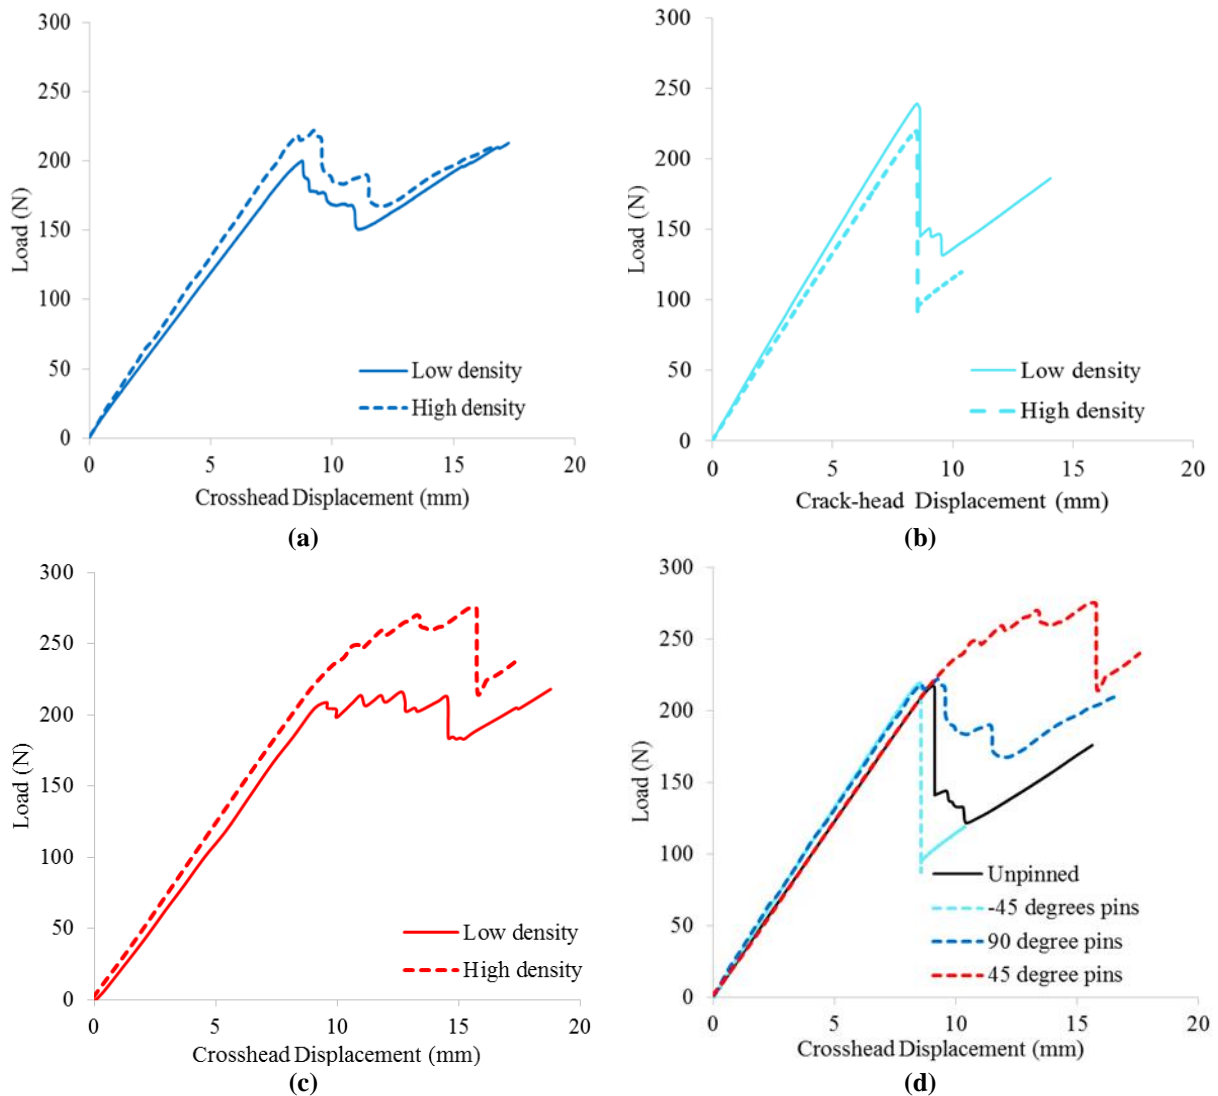 300
250
200
150
100
50
0
Load (N)
Low density
High density
0 5 10 15 20
Crosshead Displacement (mm)
(a)
300
250
200
150
100
50
0
Load (N)
Low density
High density
0 5 10 15 20
Crack-head Displacement (mm)
(b)
300
250
200
150
100
50
0
Load (N)
Low density
High density
0 5 10 15 20
Crosshead Displacement (mm)
(c)
300
250
200
150
100
50
0
Load (N)
Unpinned
-45 degrees pins
90 degree pins
45 degree pins
0 5 10 15 20
Crosshead Displacement (mm)
(d)